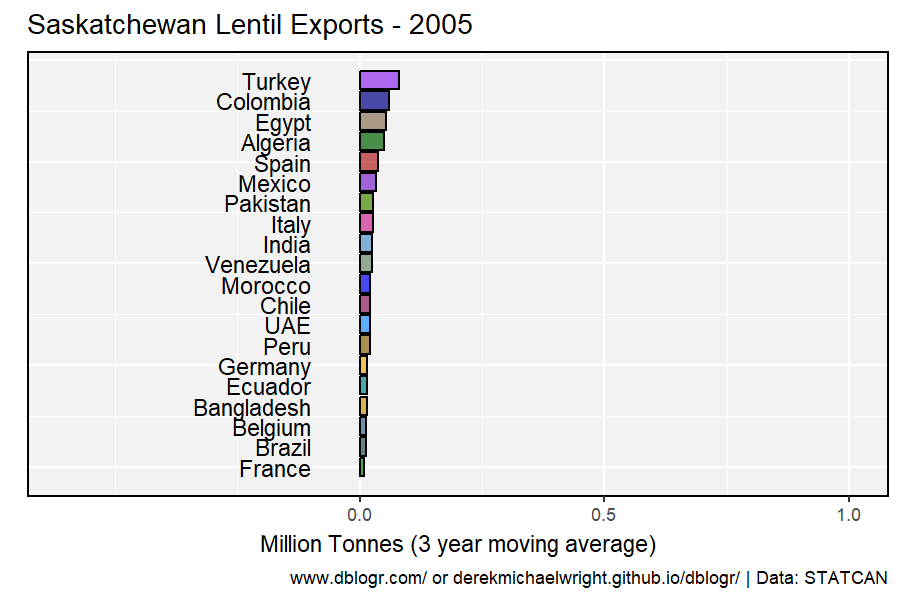 Saskatchewan Lentil Exports - 2005
Turkey
Colombia
Egypt
Algeria
Spain
Mexico
Pakistan
Italy
India
Venezuela
Morocco
Chile
UAE
Peru
Germany
Ecuador
Bangladesh
Belgium
Brazil
France
0.0 0.5 1.0
Million Tonnes (3 year moving average)
www.dblogr.com/ or derekmichaelwright.github.io/dblogr/ | Data: STATCAN